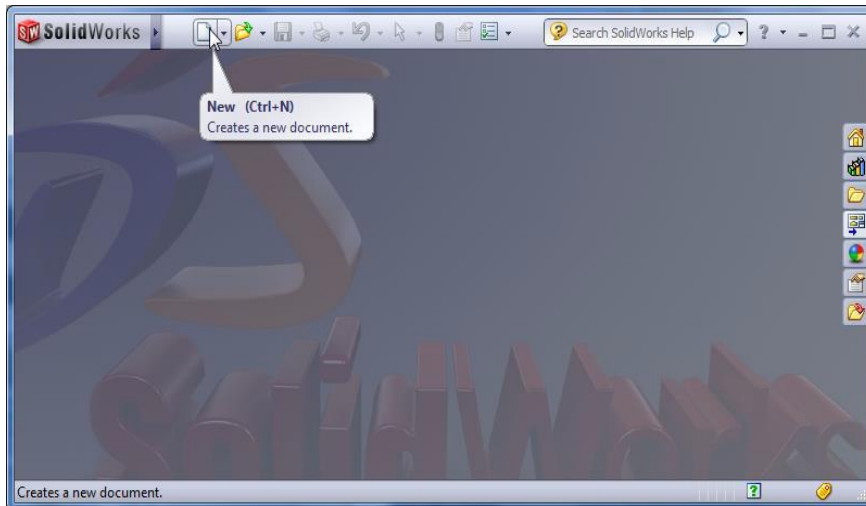 SolidWorks
Search SolidWorks Help
?
New (Ctrl+N)
Creates a new document.
SolidWorks
Creates a new document.
?